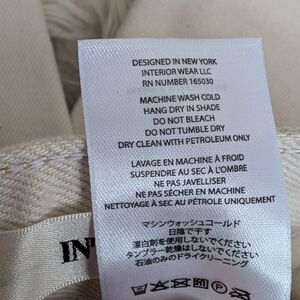 DESIGNED IN NEW YORK
INTERIOR WEAR LLC
RN NUMBER 165030
MACHINE WASH COLD
HANG DRY IN SHADE
DO NOT BLEACH
DO NOT TUMBLE DRY
DRY CLEAN WITH PETROLEUM ONLY
LAVAGE EN MACHINE À FROID
SUSPENDRE AU SEC À L'OMBRE
NE PAS JAVELLISER
NE PAS SÉCHER EN MACHINE
NETTOYAGE À SEC AU PÉTROLE UNIQUEMENT
マシンウォッシュコールド
日陰で干す
漂白剤を使用しないでください
タンブラー乾燥はしないでください
石油のみのドライクリーニング
IN